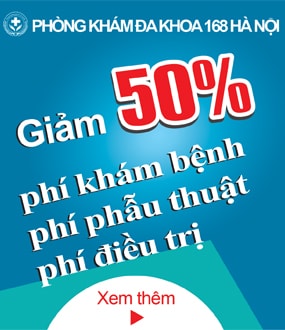 PHÒNG KHÁM ĐA KHOA 168 HÀ NỘI
Giảm 50%
phí khám bệnh
phí phẫu thuật
phí điều trị
Xem thêm